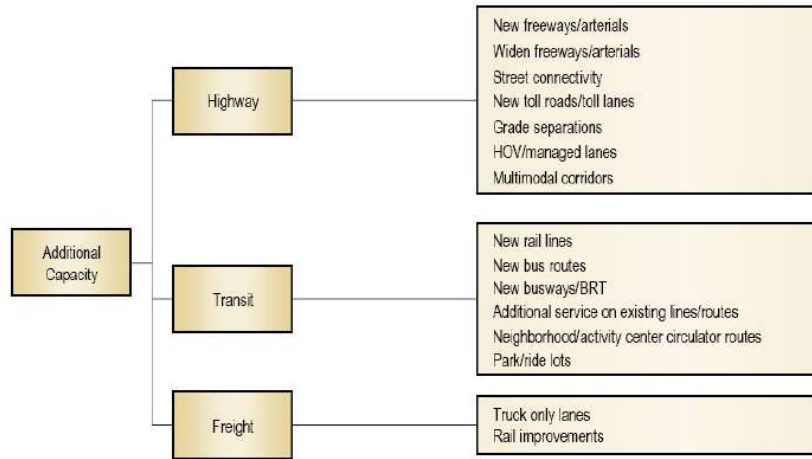 Additional
Capacity
Highway
New freeways/arterials
Widen freeways/arterials
Street connectivity
New toll roads/toll lanes
Grade separations
HOV/managed lanes
Multimodal corridors
Transit
New rail lines
New bus routes
New busways/BRT
Additional service on existing lines/routes
Neighborhood/activity center circulator routes
Park/ride lots
Freight
Truck only lanes
Rail improvements